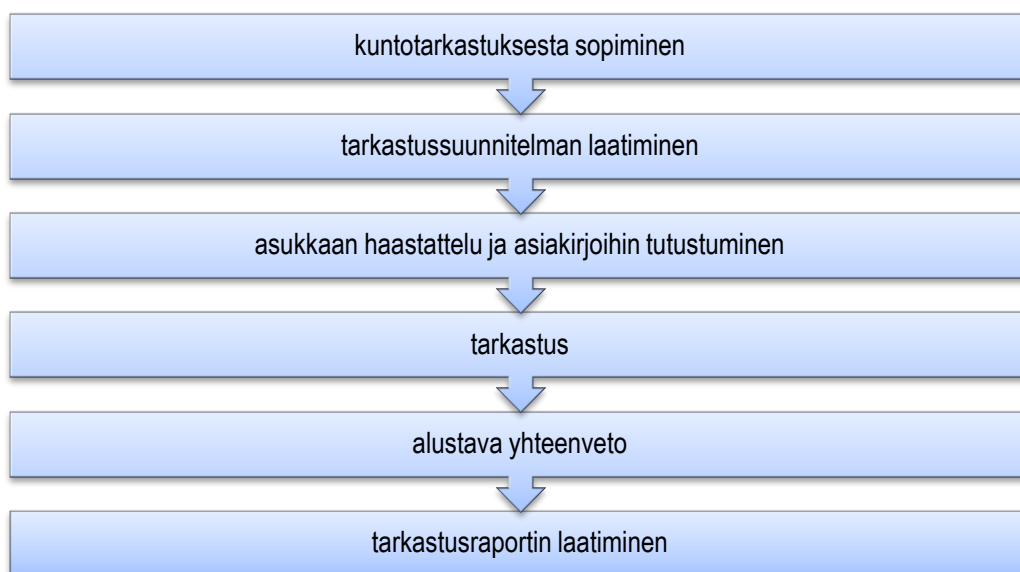 kuntotarkastuksesta sopiminen
tarkastussuunnitelman laatiminen
asukkaan haastattelu ja asiakirjoihin tutustuminen
tarkastus
alustava yhteenveto
tarkastusraportin laatiminen